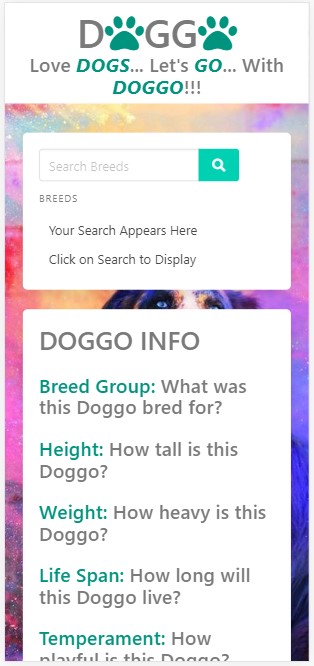 DOGGO
Love DOGS... Let's GO... With
DOGGO!!!
Search Breeds
BREEDS
Your Search Appears Here
Click on Search to Display
DOGGO INFO
Breed Group: What was
this Doggo bred for?
Height: How tall is this
Doggo?
Weight: How heavy is this
Doggo?
Life Span: How long will
this Doggo live?
Temperament: How
playful is this Doggo?